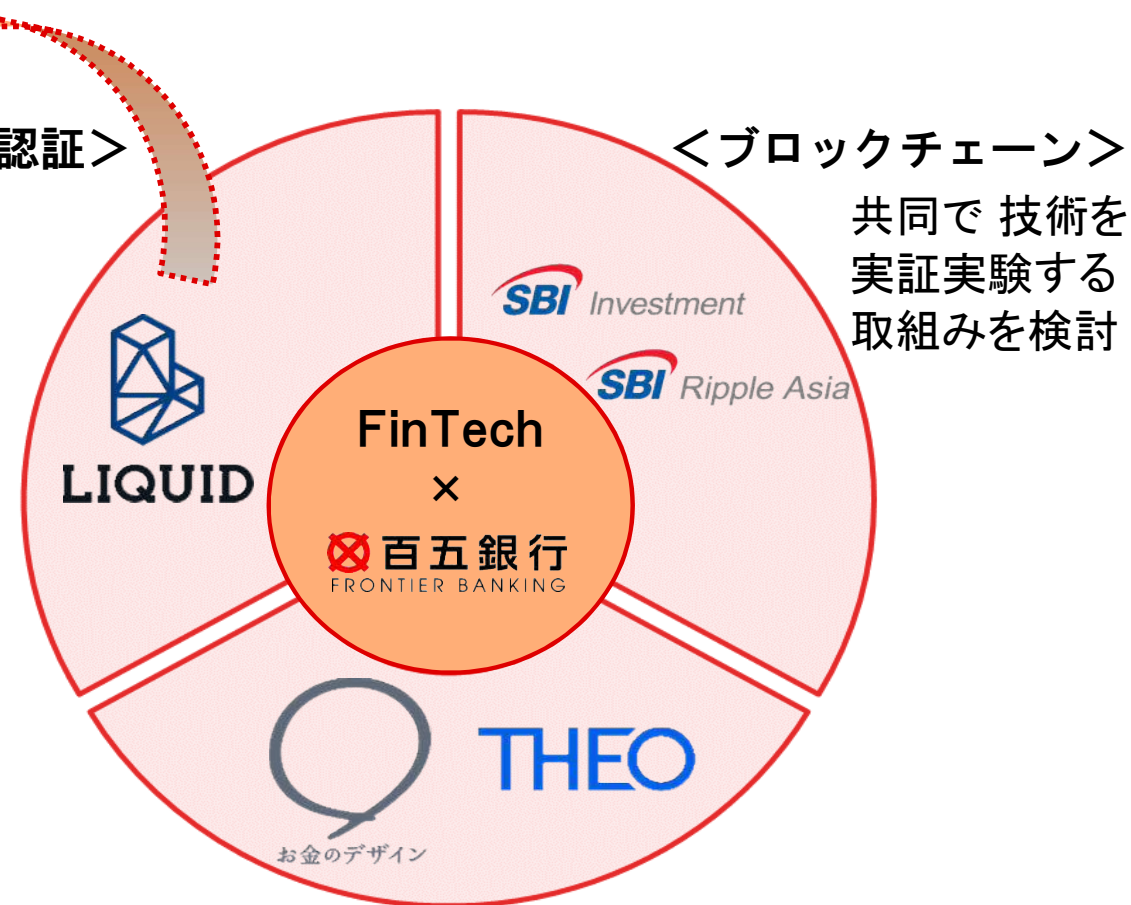 認証＞
＜ブロックチェーン＞
共同で 技術を
実証実験する
取組みを検討
SBI Investment
SBI Ripple Asia
LIQUID
FinTech
×
百五銀行
FRONTIER BANKING
お金のデザイン
THEO